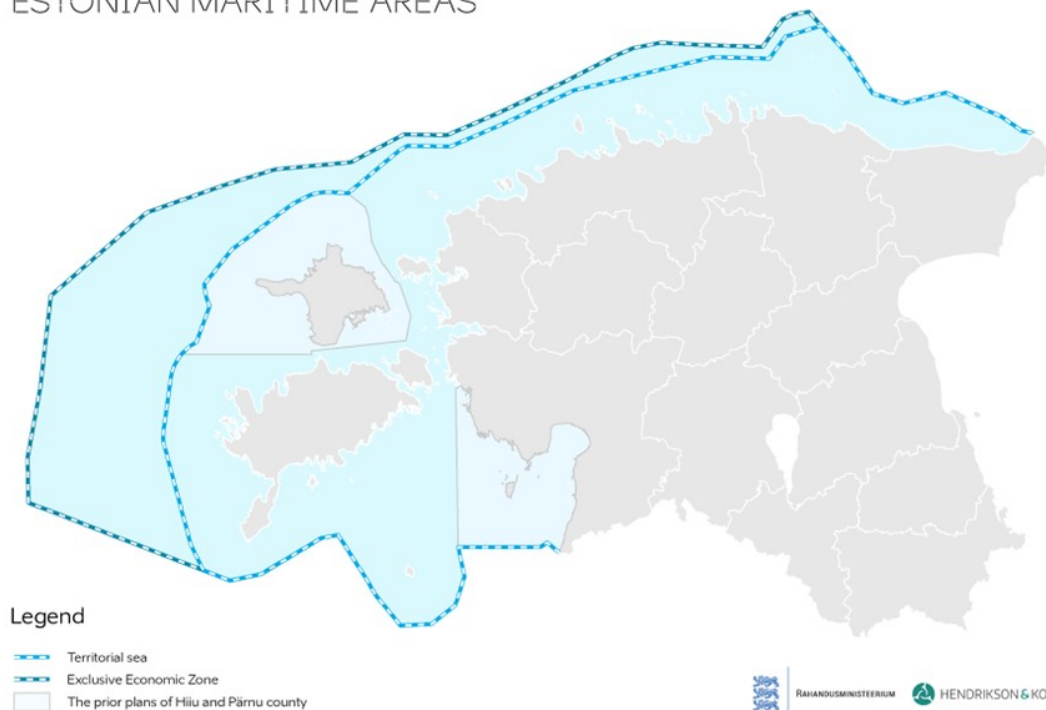 ESTONIAN MARITIME AREAS
Legend
Territorial sea
Exclusive Economic Zone
The prior plans of Hiiu and Pärnu county
RAHANDUSMINISTEERIUM
HENDRIKSON & KO